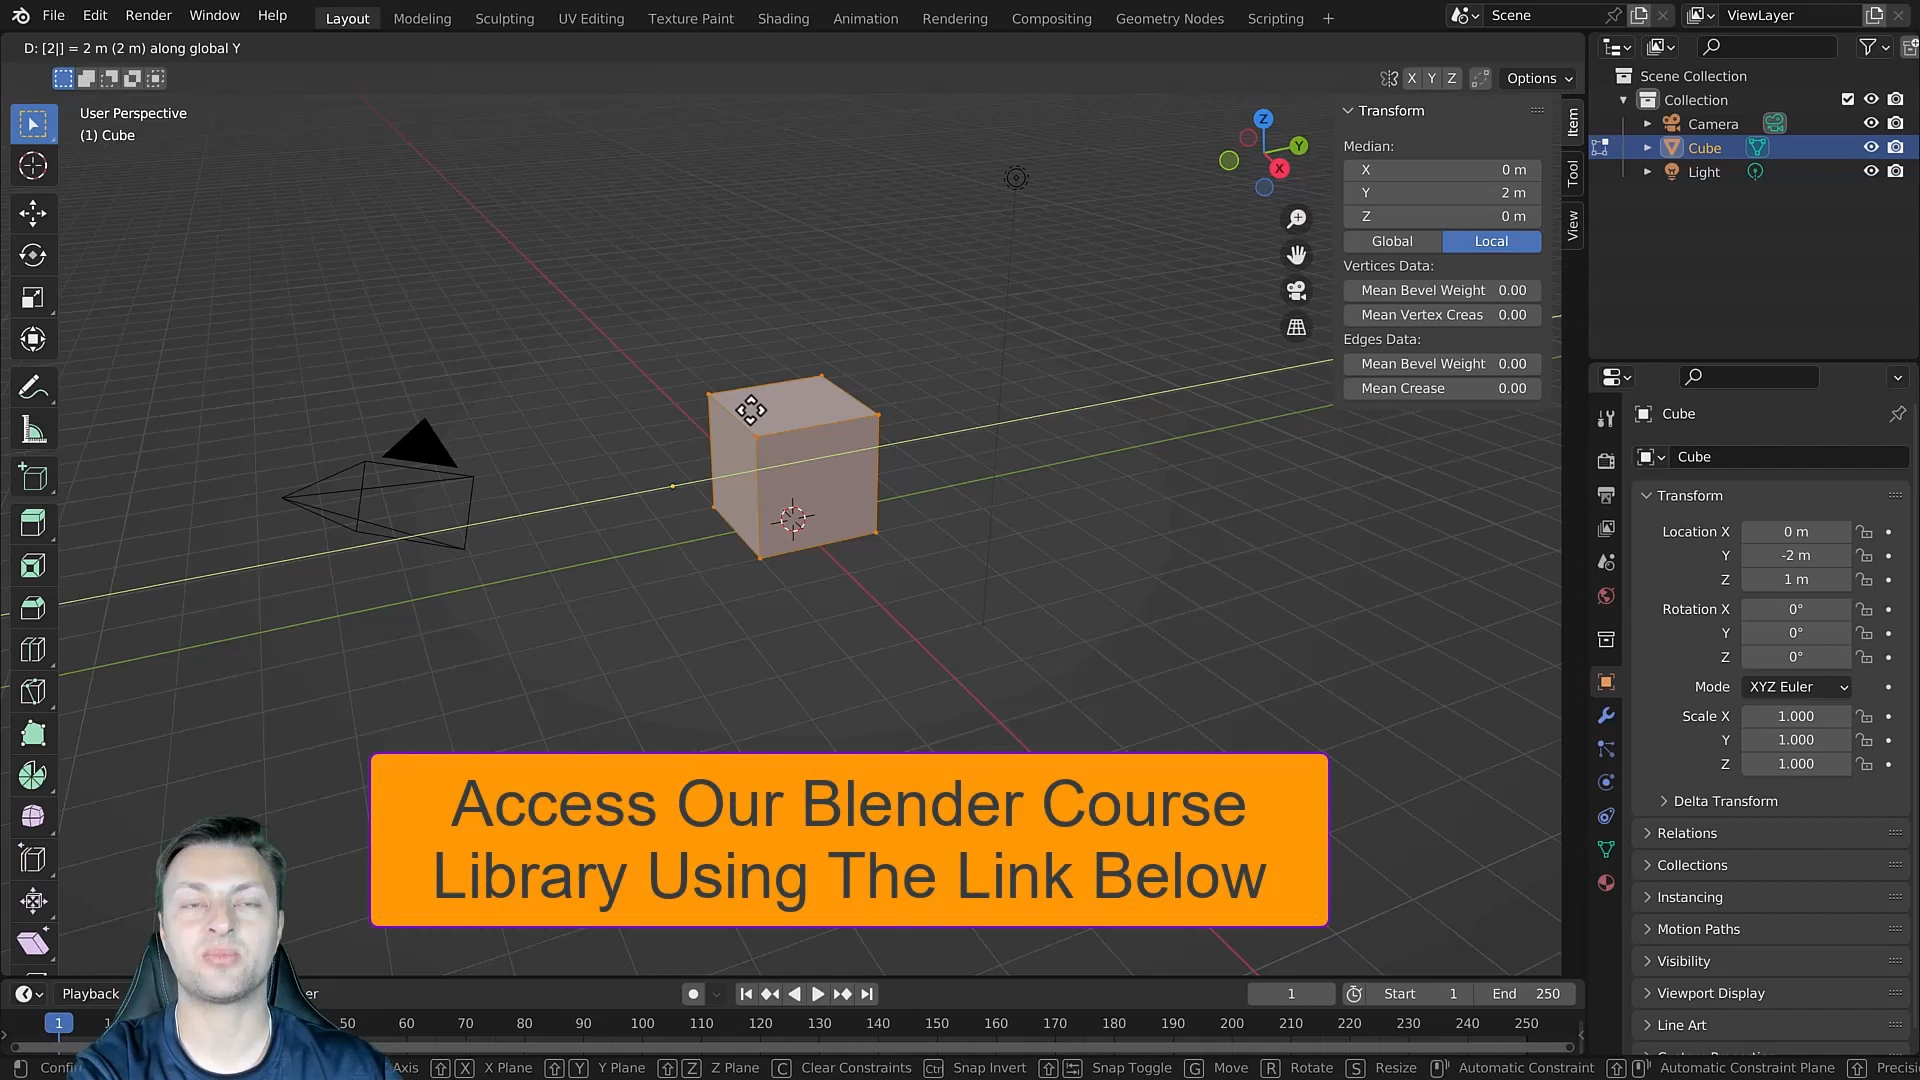 File Edit Render Window Help Layout Modeling Sculpting UV Editing Texture Paint Shading Animation Rendering Compositing Geometry Nodes Scripting + Scene ViewLayer
D: [2|] = 2 m (2 m) along global Y
X Y Z Options
User Perspective
(1) Cube
Z
Y
X
Transform
Median:
X 0 m
Y 2 m
Z 0 m
Global Local
Vertices Data:
Mean Bevel Weight 0.00
Mean Vertex Creas 0.00
Edges Data:
Mean Bevel Weight 0.00
Mean Crease 0.00
Item
Tool
View
Scene Collection
Collection
Camera
Cube
Light
Cube
Cube
Transform
Location X 0 m
Y -2 m
Z 1 m
Rotation X 0°
Y 0°
Z 0°
Mode XYZ Euler
Scale X 1.000
Y 1.000
Z 1.000
Delta Transform
Relations
Collections
Instancing
Motion Paths
Visibility
Viewport Display
Line Art
Access Our Blender Course
Library Using The Link Below
Playback er 1 Start 1 End 250
1 1 50 60 70 80 90 100 110 120 130 140 150 160 170 180 190 200 210 220 230 240 250
Confi Axis X X Plane Y Y Plane Z Z Plane C Clear Constraints Ctrl Snap Invert Snap Toggle G Move R Rotate S Resize Automatic Constraint Automatic Constraint Plane Precisi